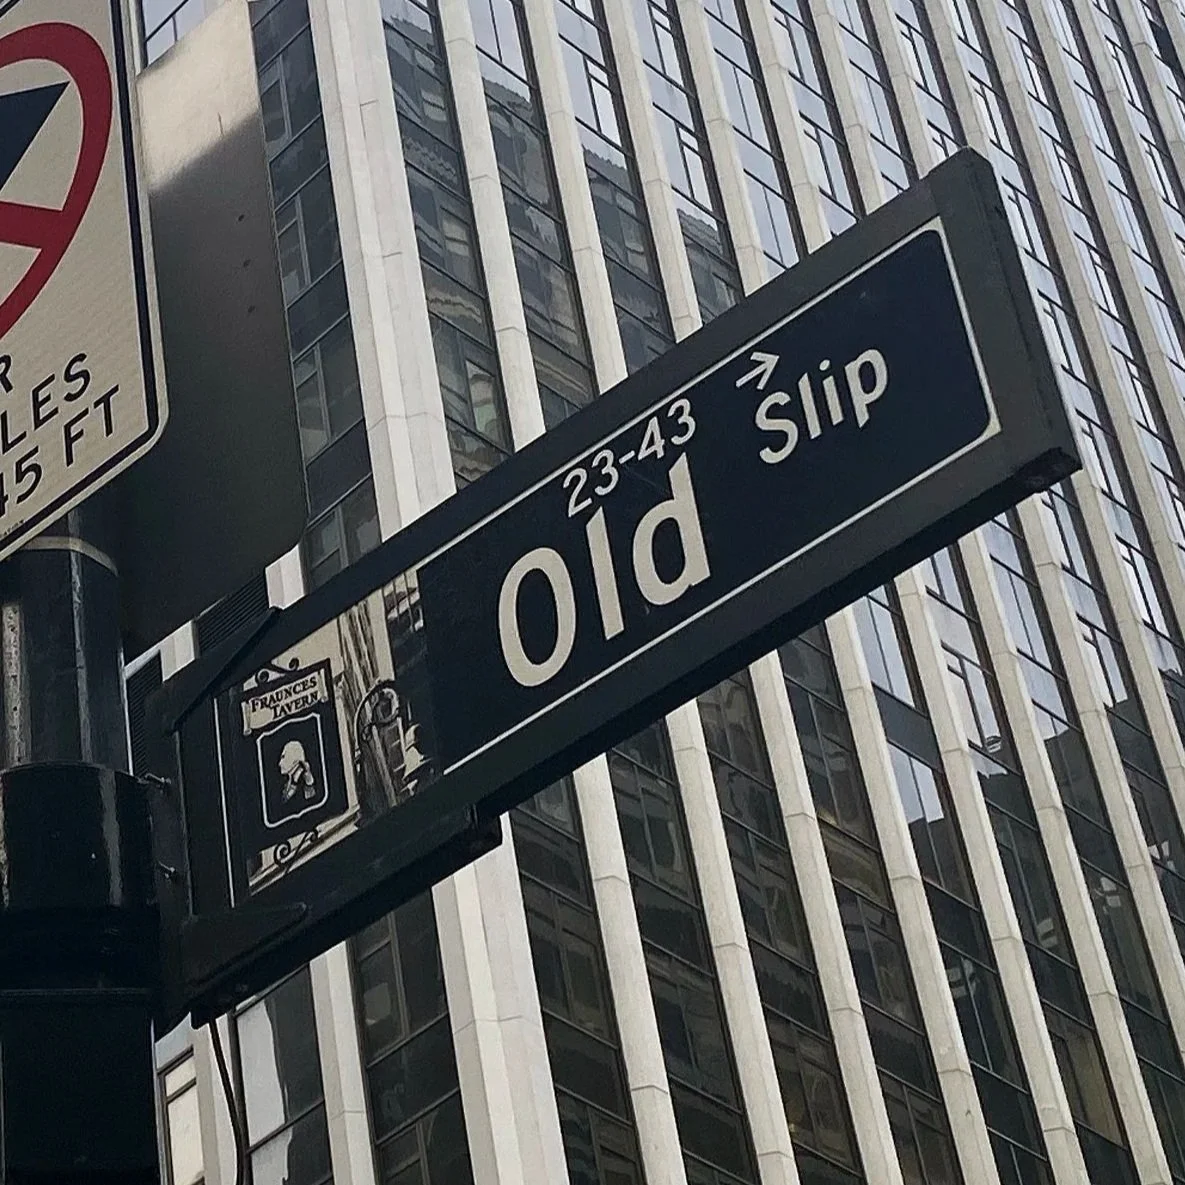 LES
45 FT
FRAUNCES
TAVERN
23-43 →
Old Slip